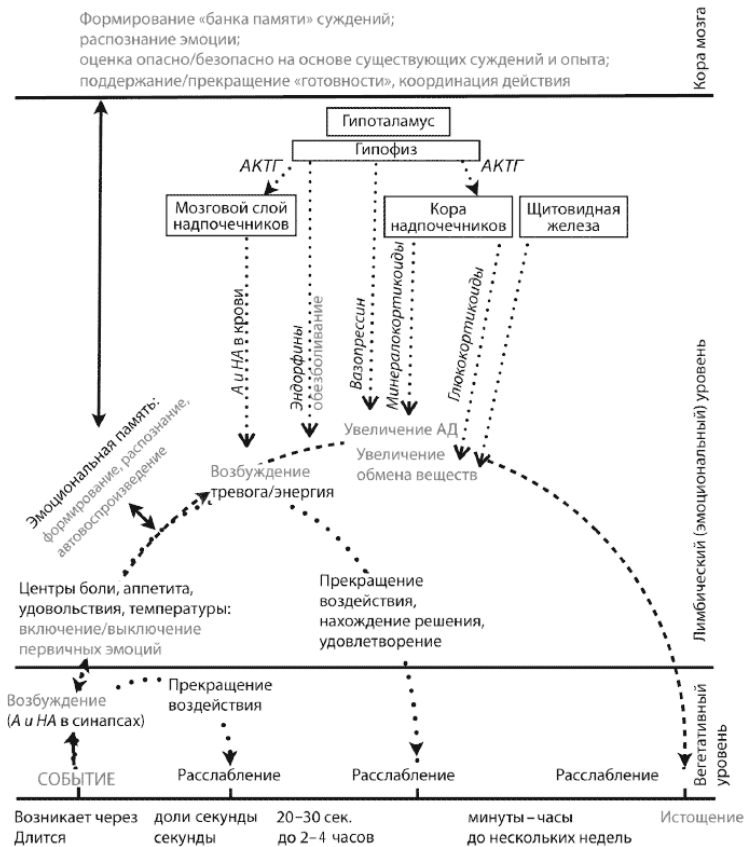 Формирование «банка памяти» суждений;
распознание эмоции;
оценка опасно/безопасно на основе существующих суждений и опыта;
поддержание/прекращение «готовности», координация действия
Кора мозга
Гипоталамус
Гипофиз
АКТГ
АКТГ
Мозговой слой
надпочечников
Кора
надпочечников
Щитовидная
железа
А и НА в крови
Эндорфины
обезболивание
Вазопрессин
Минералокортикоиды
Глюкокортикоиды
Лимбический (эмоциональный) уровень
Эмоциональная память:
формирование, распознание,
автовоспроизведение
Увеличение АД
Увеличение
обмена веществ
Возбуждение
тревога/энергия
Центры боли, аппетита,
удовольствия, температуры:
включение/выключение
первичных эмоций
Прекращение
воздействия,
нахождение решения,
удовлетворение
Возбуждение
(А и НА в синапсах)
Прекращение
воздействия
Вегетативный
уровень
СОБЫТИЕ
Расслабление
Расслабление
Расслабление
Возникает через
Длится
доли секунды
секунды
20–30 сек.
до 2–4 часов
минуты – часы
до нескольких недель
Истощение